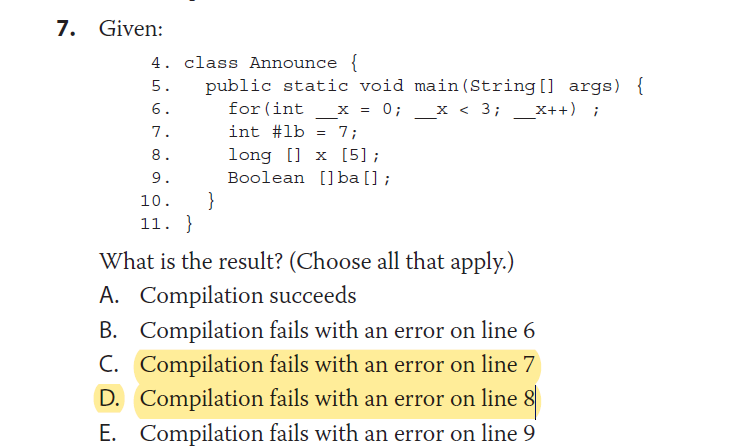 7. Given:
4. class Announce {
5. public static void main(String[] args) {
6. for(int __x = 0; __x < 3; __x++) ;
7. int #lb = 7;
8. long [] x [5];
9. Boolean []ba[];
10. }
11. }
What is the result? (Choose all that apply.)
A. Compilation succeeds
B. Compilation fails with an error on line 6
C. Compilation fails with an error on line 7
D. Compilation fails with an error on line 8
E. Compilation fails with an error on line 9